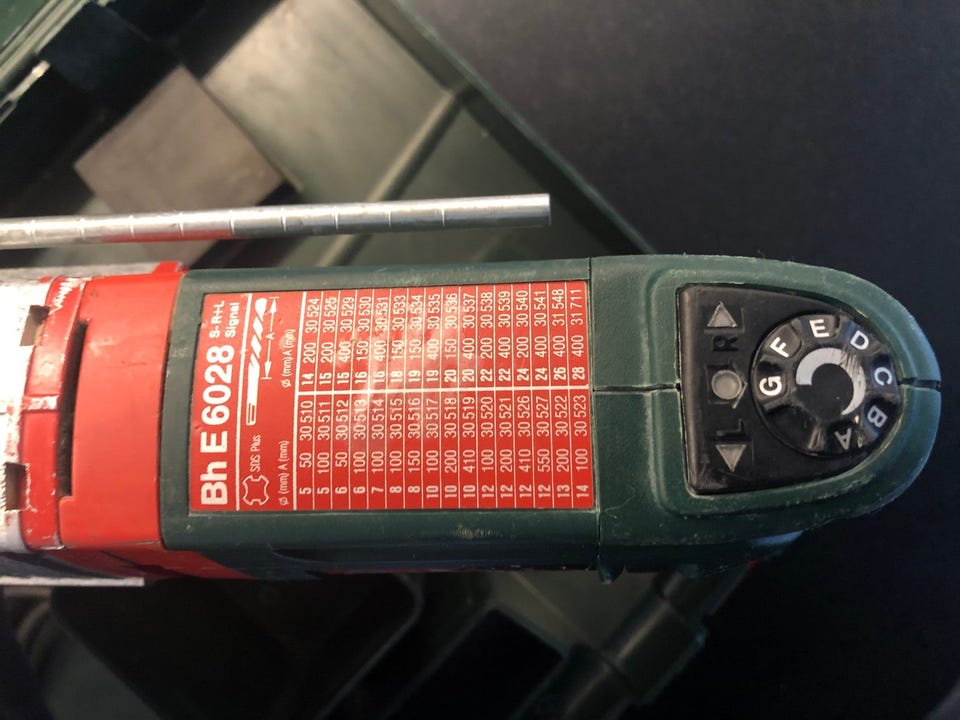 Bh E 6028 S-R+L
Signal
SDS Plus
A
ø (mm) A (mm) ø (mm) A (mm)
5 50 30 510 14 200 30 524
5 100 30 511 15 200 30 525
6 50 30 512 15 400 30 529
6 100 30 513 16 150 30 530
7 100 30 514 16 400 30 531
8 100 30 515 18 150 30 533
8 150 30 516 19 150 30 534
10 100 30 517 19 400 30 535
10 200 30 518 20 150 30 536
10 410 30 519 20 400 30 537
12 100 30 520 22 200 30 538
12 200 30 521 22 400 30 539
12 410 30 526 24 200 30 540
12 550 30 527 24 400 30 541
13 200 30 522 26 400 31 548
14 100 30 523 28 400 31 711
L R
A B C D E F G